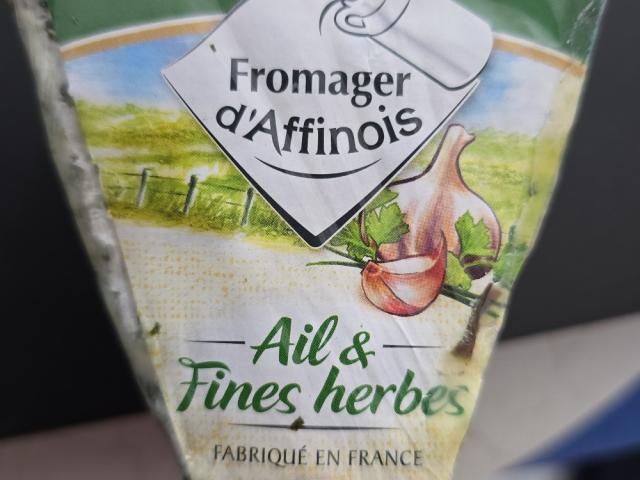 Fromager
d'Affinois
Ail &
Fines herbes
FABRIQUÉ EN FRANCE